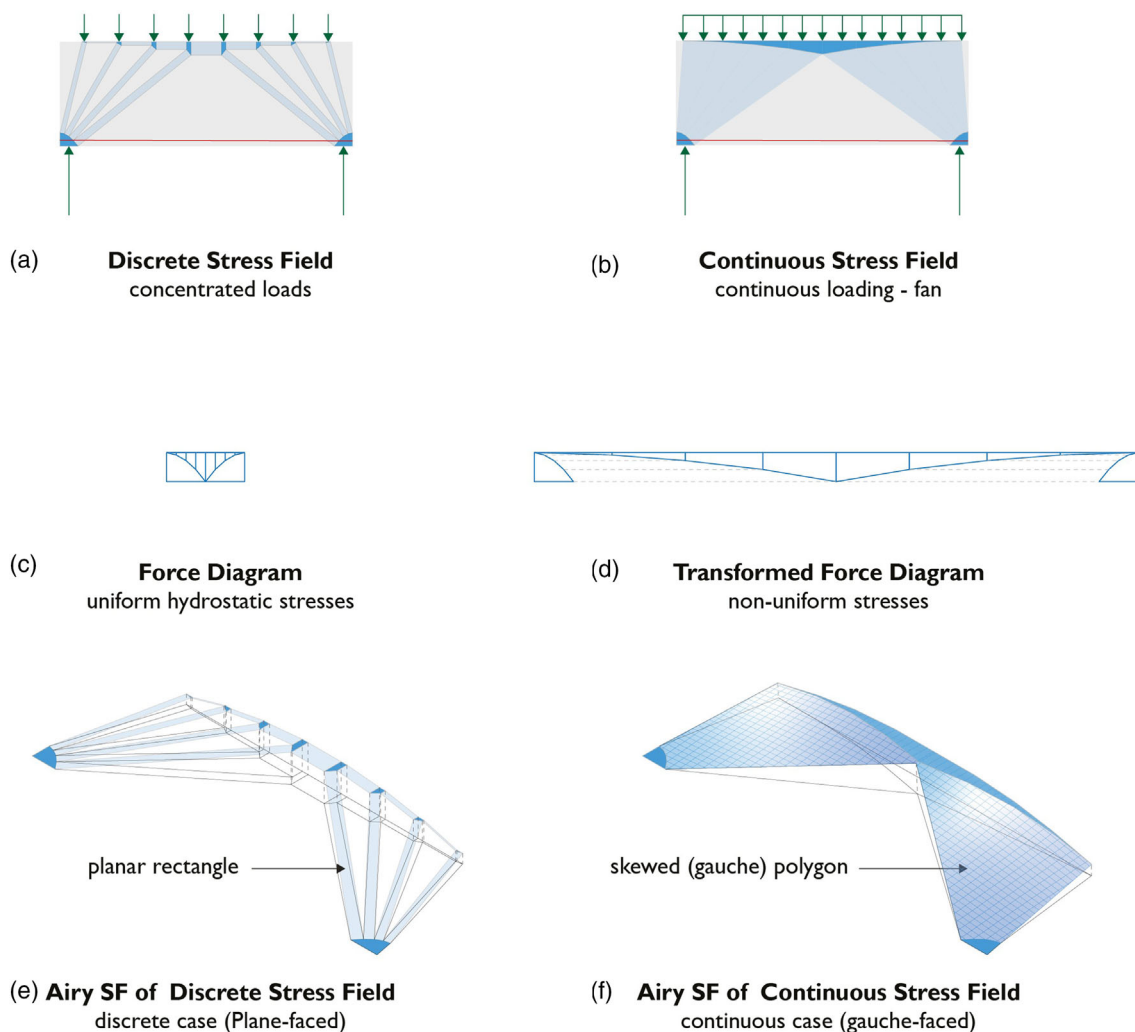 (a)
Discrete Stress Field
concentrated loads
(b)
Continuous Stress Field
continuous loading - fan
(c)
Force Diagram
uniform hydrostatic stresses
(d)
Transformed Force Diagram
non-uniform stresses
planar rectangle
skewed (gauche) polygon
(e) Airy SF of Discrete Stress Field
discrete case (Plane-faced)
(f) Airy SF of Continuous Stress Field
continuous case (gauche-faced)